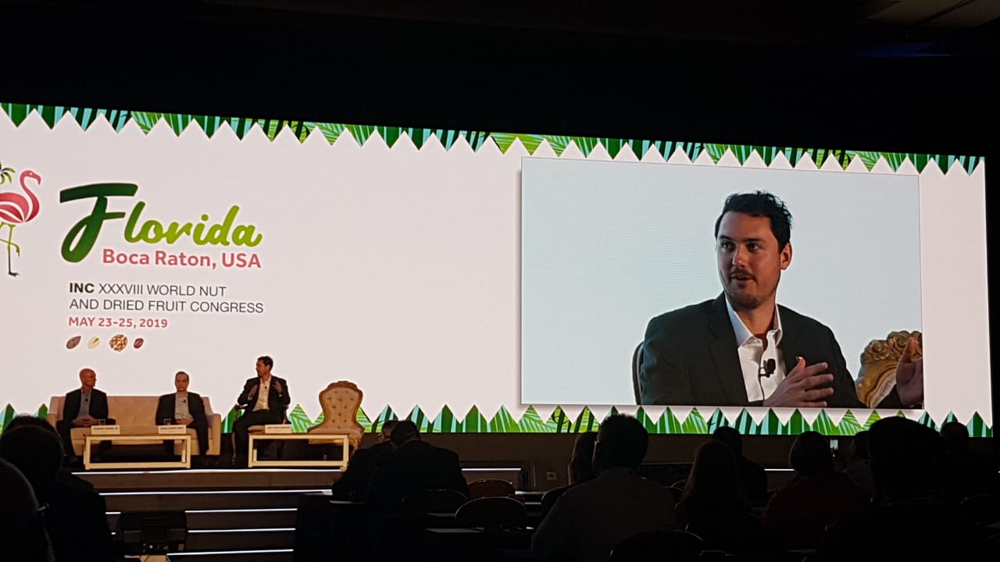 Florida
Boca Raton, USA
INC XXXVIII WORLD NUT
AND DRIED FRUIT CONGRESS
MAY 23-25, 2019